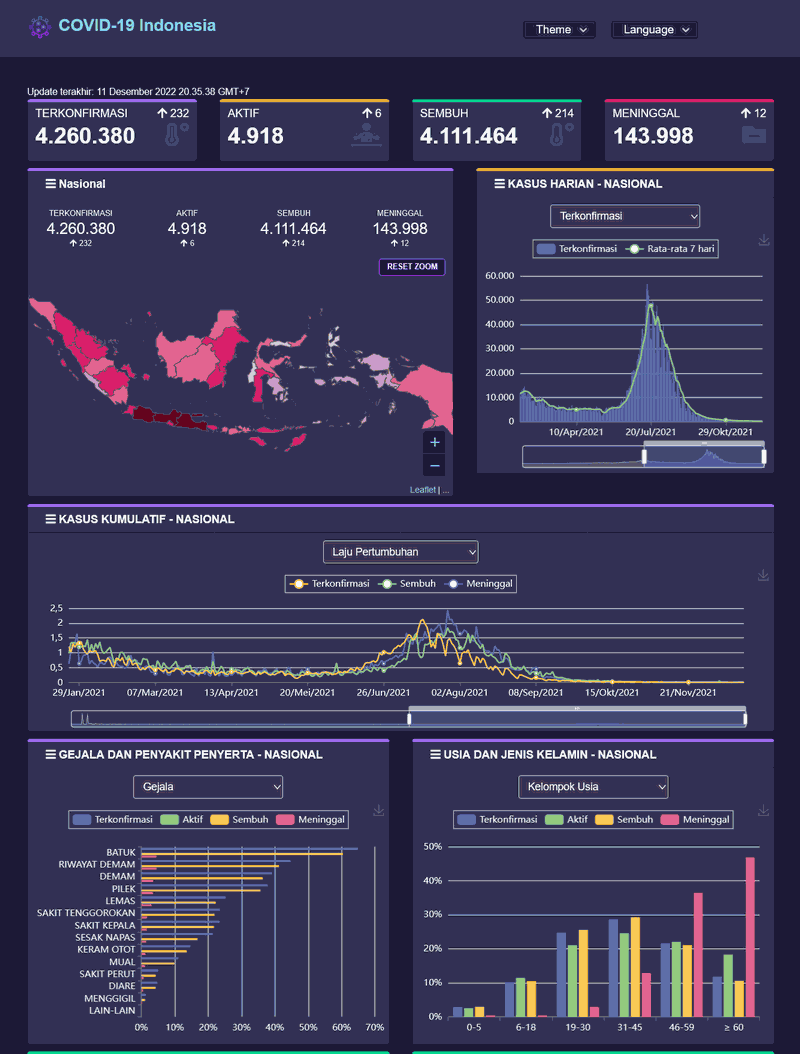 COVID-19 Indonesia
Theme
Language
Update terakhir: 11 Desember 2022 20.35.38 GMT+7
TERKONFIRMASI 232
4.260.380
AKTIF 6
4.918
SEMBUH 214
4.111.464
MENINGGAL 12
143.998
Nasional
TERKONFIRMASI
4.260.380
232
AKTIF
4.918
6
SEMBUH
4.111.464
214
MENINGGAL
143.998
12
RESET ZOOM
+
−
Leaflet | ...
KASUS HARIAN - NASIONAL
Terkonfirmasi
Terkonfirmasi Rata-rata 7 hari
60.000
50.000
40.000
30.000
20.000
10.000
0
10/Apr/2021 20/Jul/2021 29/Okt/2021
KASUS KUMULATIF - NASIONAL
Laju Pertumbuhan
Terkonfirmasi Sembuh Meninggal
2,5
2
1,5
1
0,5
0
29/Jan/2021 07/Mar/2021 13/Apr/2021 20/Mei/2021 26/Jun/2021 02/Agu/2021 08/Sep/2021 15/Okt/2021 21/Nov/2021
GEJALA DAN PENYAKIT PENYERTA - NASIONAL
Gejala
Terkonfirmasi Aktif Sembuh Meninggal
BATUK
RIWAYAT DEMAM
DEMAM
PILEK
LEMAS
SAKIT TENGGOROKAN
SAKIT KEPALA
SESAK NAPAS
KERAM OTOT
MUAL
SAKIT PERUT
DIARE
MENGGIGIL
LAIN-LAIN
0% 10% 20% 30% 40% 50% 60% 70%
USIA DAN JENIS KELAMIN - NASIONAL
Kelompok Usia
Terkonfirmasi Aktif Sembuh Meninggal
50%
40%
30%
20%
10%
0%
0-5 6-18 19-30 31-45 46-59 ≥ 60